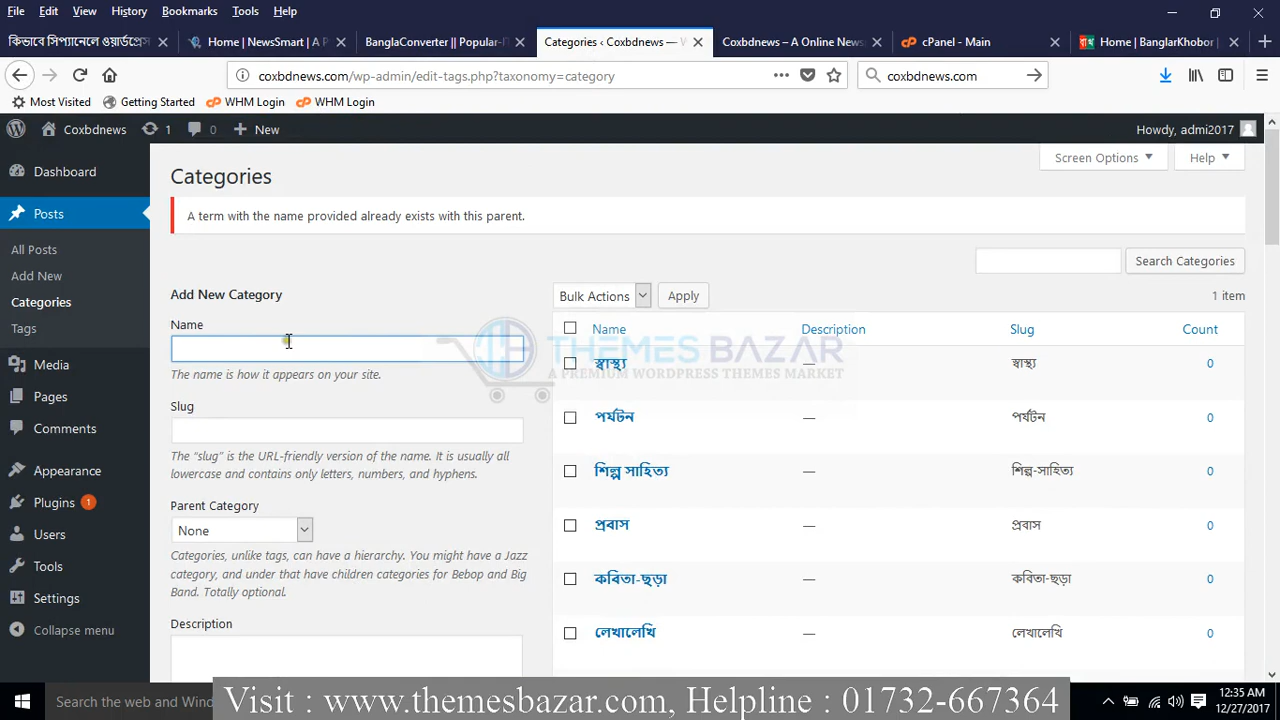 File Edit View History Bookmarks Tools Help
কিভাবে সিপ্যানেলে ওয়ার্ডপ্রেস
Home | NewsSmart | A P
BanglaConverter || Popular-
Categories ‹ Coxbdnews — W
Coxbdnews – A Online News
cPanel - Main
Home | BanglarKhobor
coxbdnews.com/wp-admin/edit-tags.php?taxonomy=category
coxbdnews.com
Most Visited Getting Started WHM Login WHM Login
Coxbdnews 1 0 New Howdy, admi2017
Dashboard
Posts
All Posts
Add New
Categories
Tags
Media
Pages
Comments
Appearance
Plugins 1
Users
Tools
Settings
Collapse menu
Screen Options Help
Categories
A term with the name provided already exists with this parent.
Search Categories
Add New Category
Name
The name is how it appears on your site.
Slug
The “slug” is the URL-friendly version of the name. It is usually all
lowercase and contains only letters, numbers, and hyphens.
Parent Category
None
Categories, unlike tags, can have a hierarchy. You might have a Jazz
category, and under that have children categories for Bebop and Big
Band. Totally optional.
Description
Bulk Actions Apply 1 item
Name Description Slug Count
স্বাস্থ্য — স্বাস্থ্য 0
পর্যটন — পর্যটন 0
শিল্প সাহিত্য — শিল্প-সাহিত্য 0
প্রবাস — প্রবাস 0
কবিতা-ছড়া — কবিতা-ছড়া 0
লেখালেখি — লেখালেখি 0
THEMES BAZAR
A PREMIUM WORDPRESS THEMES MARKET
Search the web and Wind
Visit : www.themesbazar.com, Helpline : 01732-667364
12:35 AM
12/27/2017